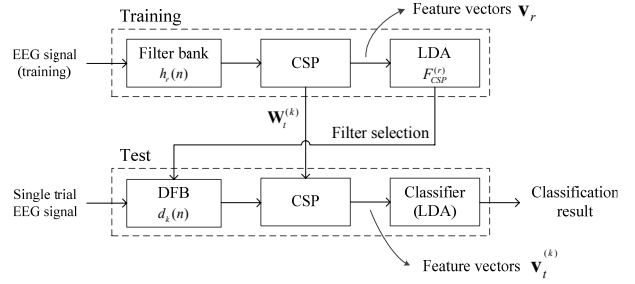 Training
Feature vectors v_r
EEG signal
(training)
Filter bank
h_r(n)
CSP
LDA
F_CSP^(r)
W_t^(k)
Filter selection
Test
Single trial
EEG signal
DFB
d_k(n)
CSP
Classifier
(LDA)
Classification
result
Feature vectors v_t^(k)